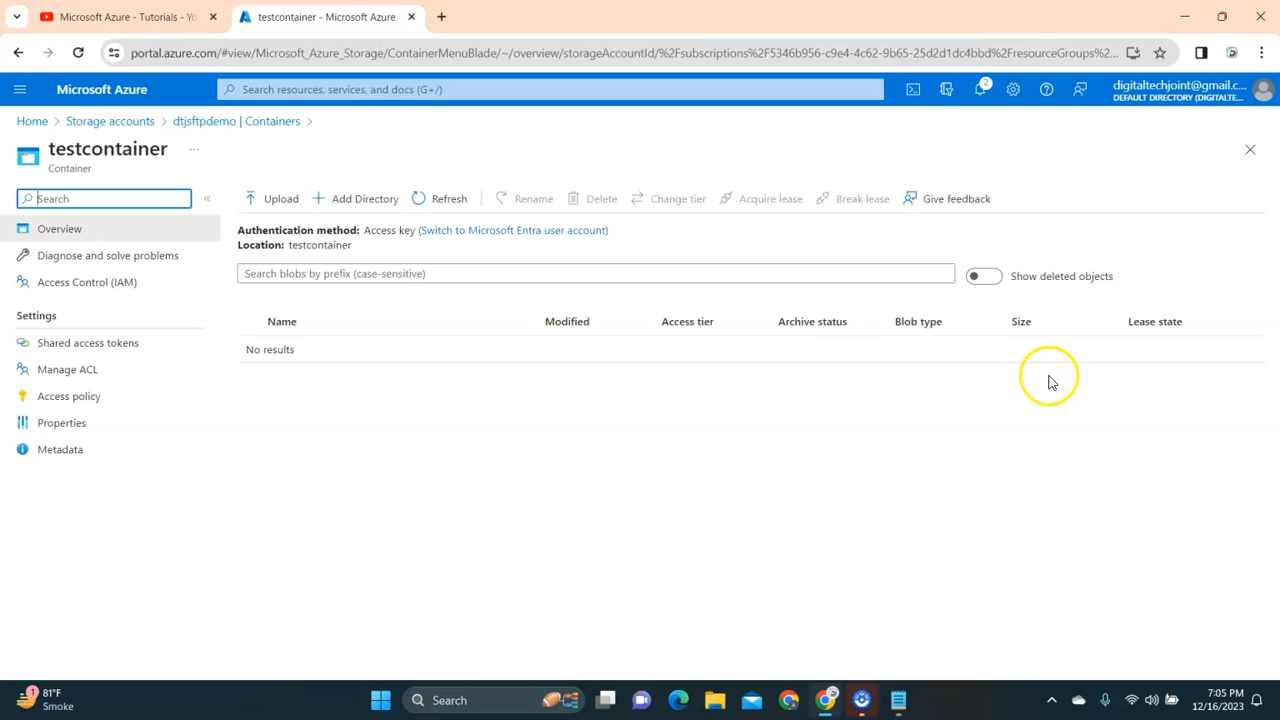 Microsoft Azure - Tutorials - Yo
testcontainer - Microsoft Azure
portal.azure.com/#view/Microsoft_Azure_Storage/ContainerMenuBlade/~/overview/storageAccountId/%2Fsubscriptions%2F5346b956-c9e4-4c62-9b65-25d2d1dc4bbd%2FresourceGroups%2...
Microsoft Azure
Search resources, services, and docs (G+/)
2
digitaltechjoint@gmail.c...
DEFAULT DIRECTORY (DIGITALTE...
Home > Storage accounts > dtjsftpdemo | Containers >
testcontainer ...
Container
Search
«
Upload
Add Directory
Refresh
Rename
Delete
Change tier
Acquire lease
Break lease
Give feedback
Overview
Diagnose and solve problems
Access Control (IAM)
Settings
Shared access tokens
Manage ACL
Access policy
Properties
Metadata
Authentication method: Access key (Switch to Microsoft Entra user account)
Location: testcontainer
Search blobs by prefix (case-sensitive)
Show deleted objects
Name Modified Access tier Archive status Blob type Size Lease state
No results
1
81°F
Smoke
Search
7:05 PM
12/16/2023